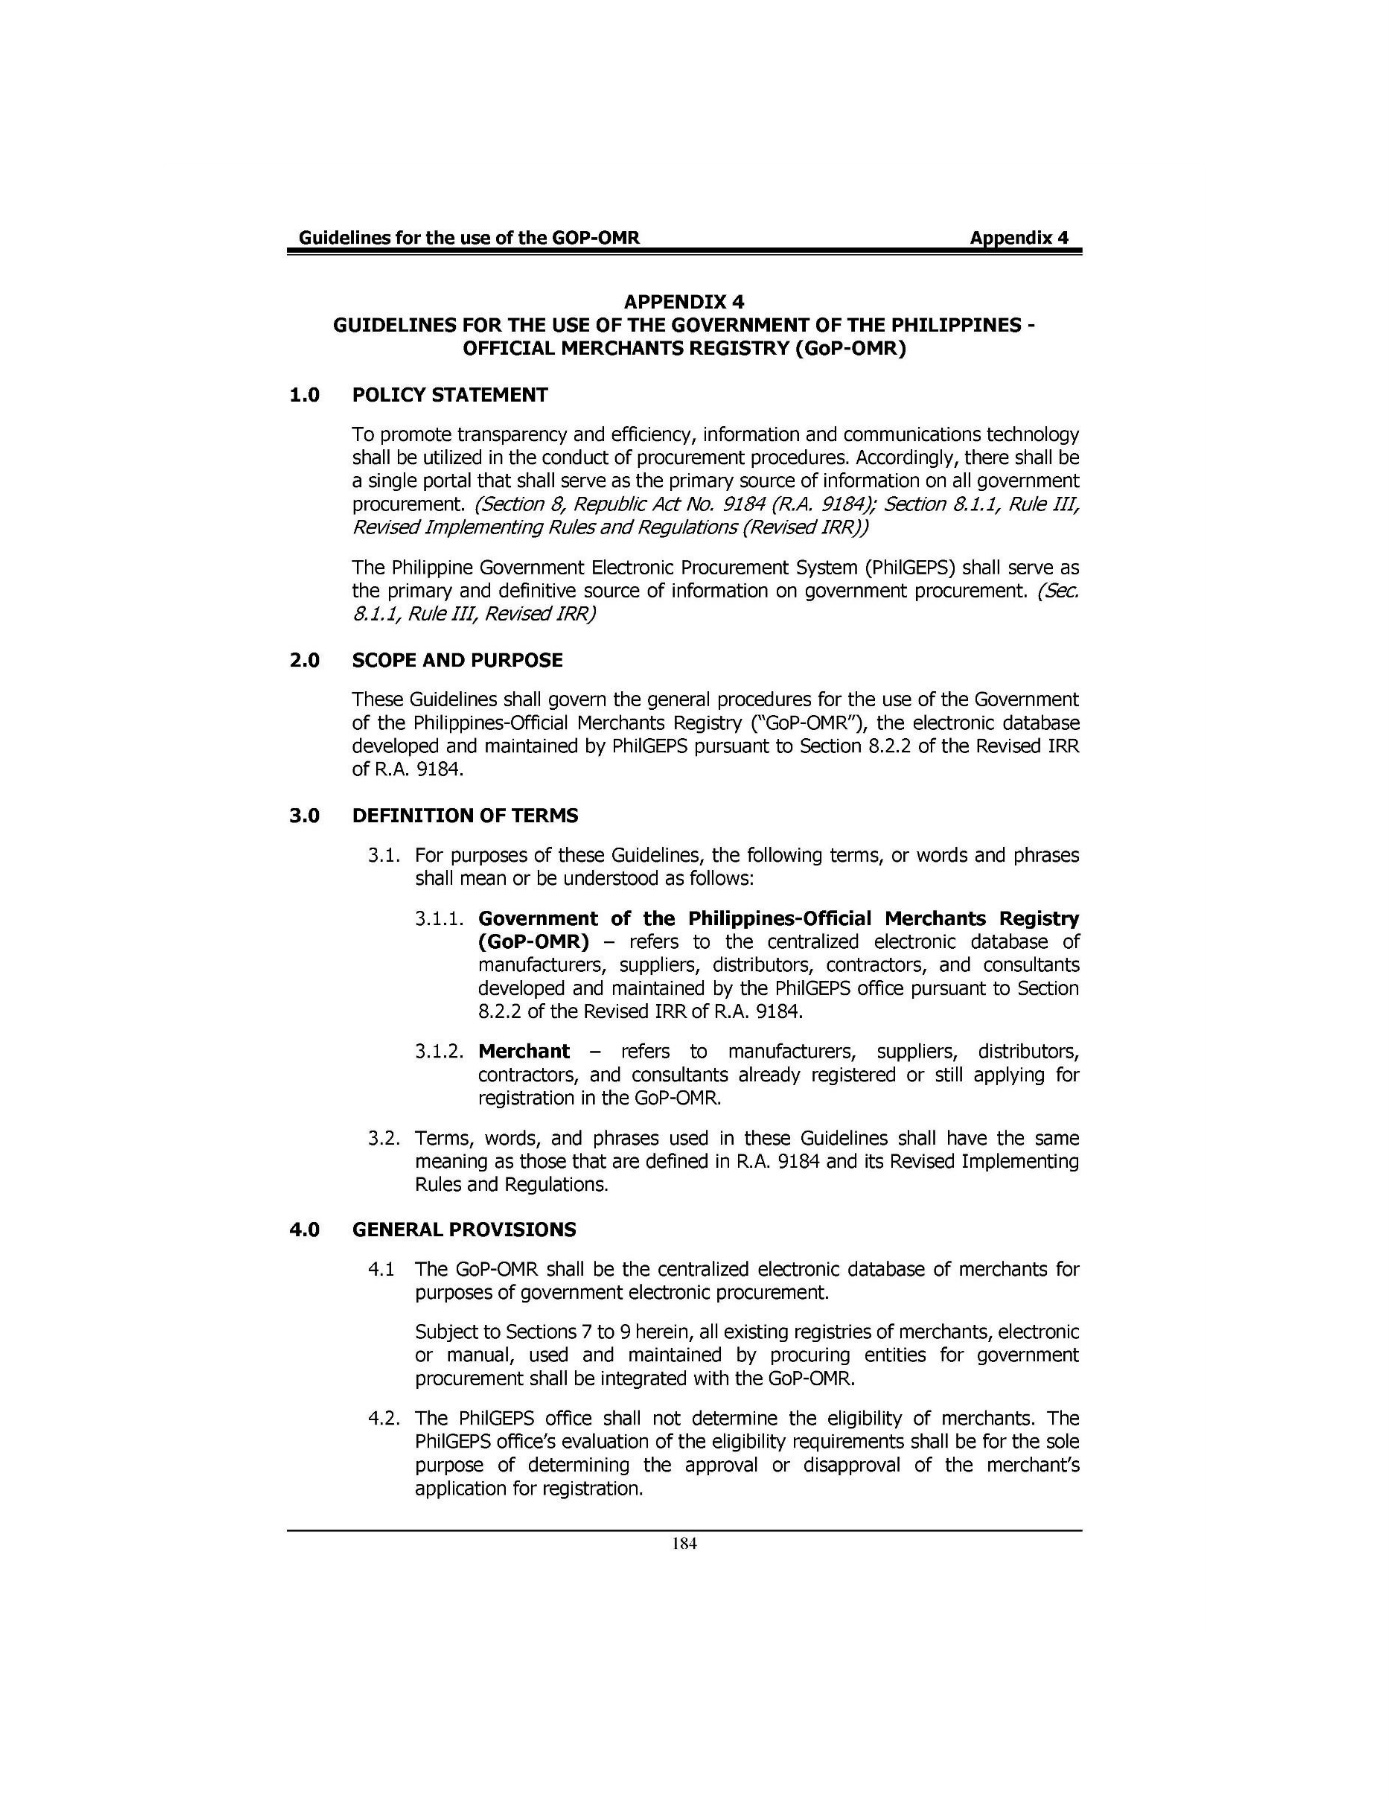 Guidelines for the use of the GOP-OMR Appendix 4
APPENDIX 4
GUIDELINES FOR THE USE OF THE GOVERNMENT OF THE PHILIPPINES -
OFFICIAL MERCHANTS REGISTRY (GoP-OMR)
1.0 POLICY STATEMENT
To promote transparency and efficiency, information and communications technology
shall be utilized in the conduct of procurement procedures. Accordingly, there shall be
a single portal that shall serve as the primary source of information on all government
procurement. (Section 8, Republic Act No. 9184 (R.A. 9184); Section 8.1.1, Rule III,
Revised Implementing Rules and Regulations (Revised IRR))
The Philippine Government Electronic Procurement System (PhilGEPS) shall serve as
the primary and definitive source of information on government procurement. (Sec.
8.1.1, Rule III, Revised IRR)
2.0 SCOPE AND PURPOSE
These Guidelines shall govern the general procedures for the use of the Government
of the Philippines-Official Merchants Registry (“GoP-OMR”), the electronic database
developed and maintained by PhilGEPS pursuant to Section 8.2.2 of the Revised IRR
of R.A. 9184.
3.0 DEFINITION OF TERMS
3.1. For purposes of these Guidelines, the following terms, or words and phrases
shall mean or be understood as follows:
3.1.1. Government of the Philippines-Official Merchants Registry
(GoP-OMR) – refers to the centralized electronic database of
manufacturers, suppliers, distributors, contractors, and consultants
developed and maintained by the PhilGEPS office pursuant to Section
8.2.2 of the Revised IRR of R.A. 9184.
3.1.2. Merchant – refers to manufacturers, suppliers, distributors,
contractors, and consultants already registered or still applying for
registration in the GoP-OMR.
3.2. Terms, words, and phrases used in these Guidelines shall have the same
meaning as those that are defined in R.A. 9184 and its Revised Implementing
Rules and Regulations.
4.0 GENERAL PROVISIONS
4.1 The GoP-OMR shall be the centralized electronic database of merchants for
purposes of government electronic procurement.
Subject to Sections 7 to 9 herein, all existing registries of merchants, electronic
or manual, used and maintained by procuring entities for government
procurement shall be integrated with the GoP-OMR.
4.2. The PhilGEPS office shall not determine the eligibility of merchants. The
PhilGEPS office’s evaluation of the eligibility requirements shall be for the sole
purpose of determining the approval or disapproval of the merchant’s
application for registration.
184